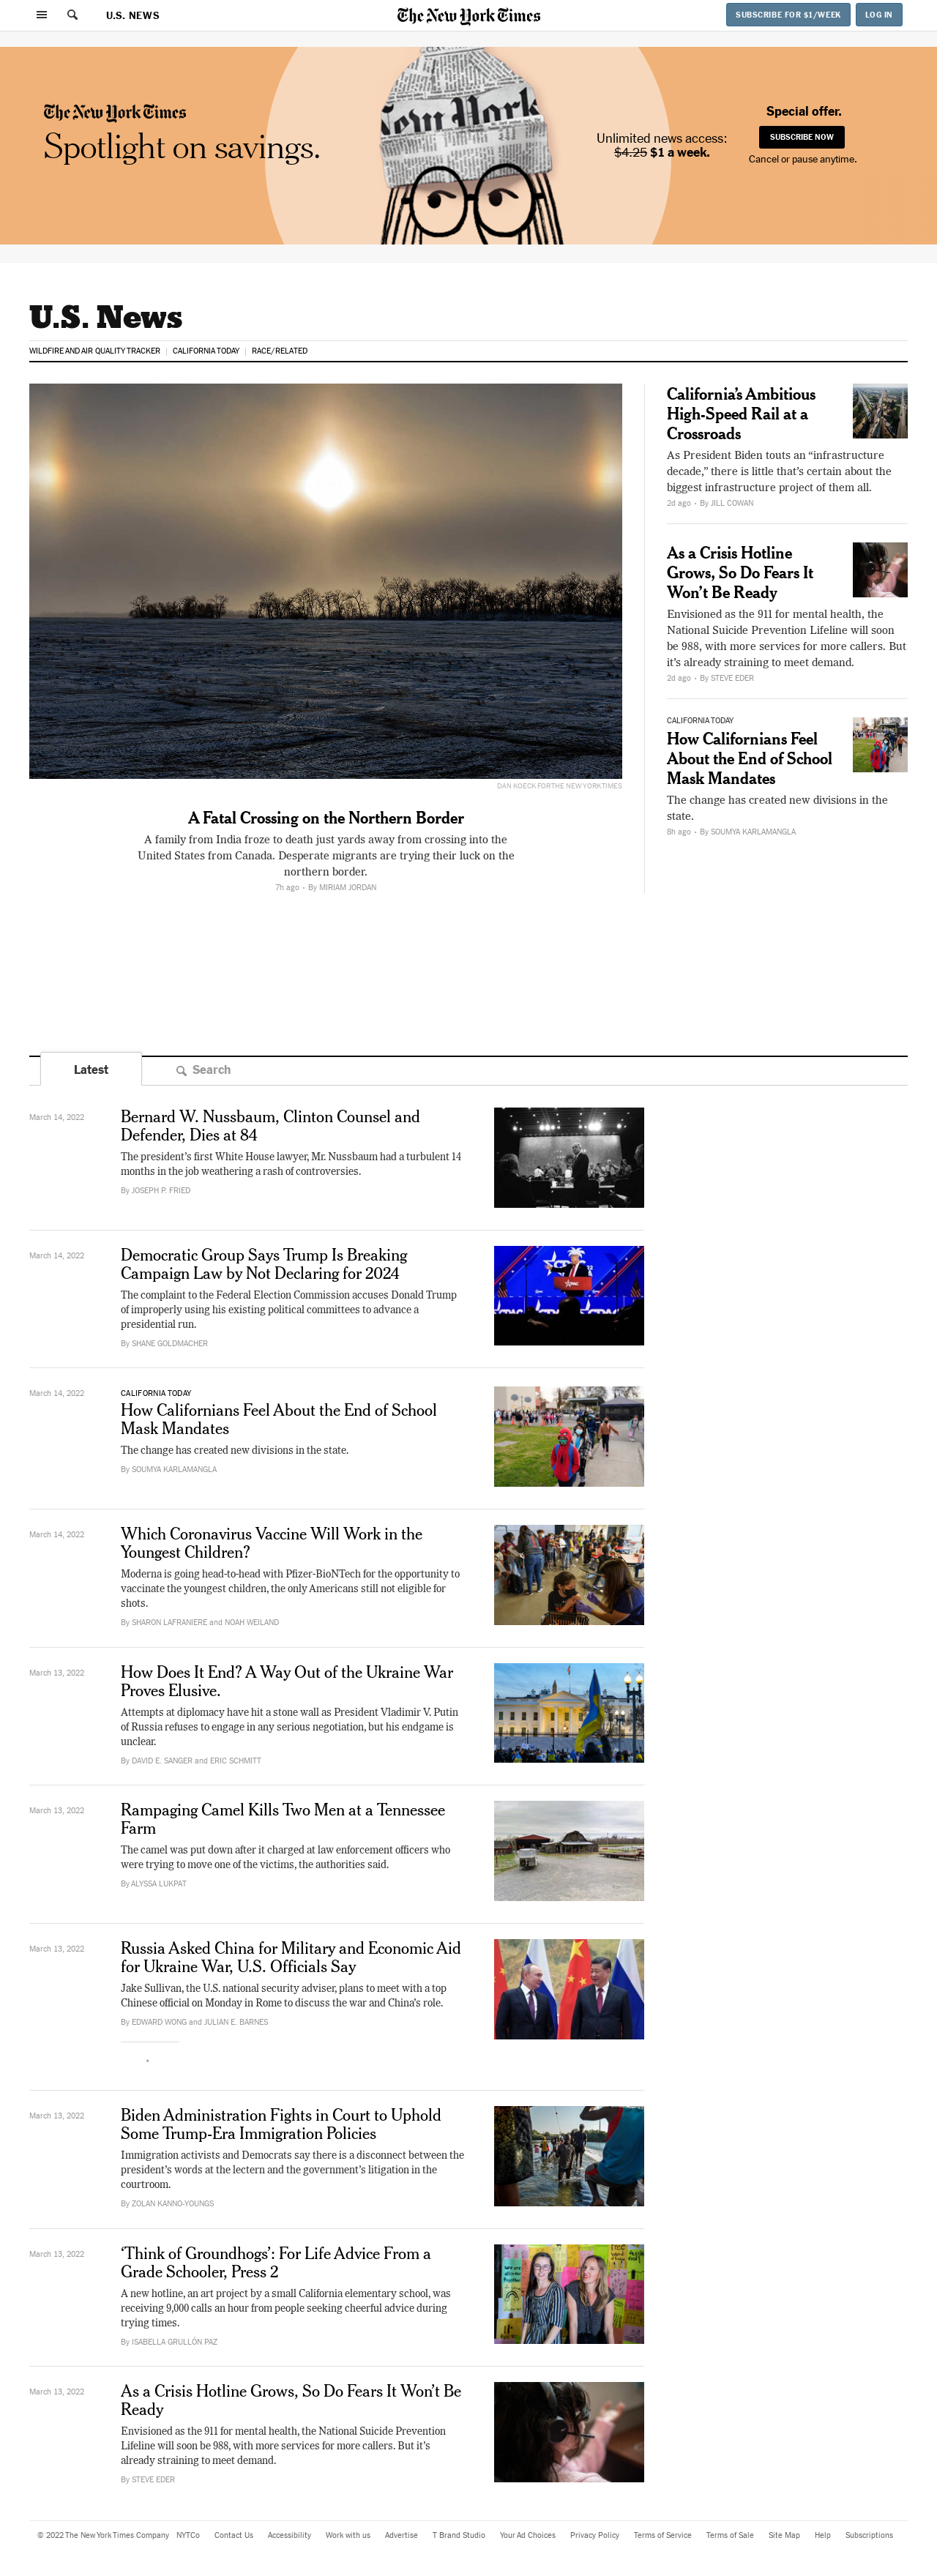 U.S. NEWS
The New York Times
SUBSCRIBE FOR $1/WEEK
LOG IN
The New York Times
Spotlight on savings.
New York
Unlimited news access:
$4.25 $1 a week.
Special offer.
SUBSCRIBE NOW
Cancel or pause anytime.
U.S. News
WILDFIRE AND AIR QUALITY TRACKER
CALIFORNIA TODAY
RACE/RELATED
DAN KOECK FOR THE NEW YORK TIMES
A Fatal Crossing on the Northern Border
A family from India froze to death just yards away from crossing into the
United States from Canada. Desperate migrants are trying their luck on the
northern border.
7h ago • By MIRIAM JORDAN
California’s Ambitious
High-Speed Rail at a
Crossroads
As President Biden touts an “infrastructure
decade,” there is little that’s certain about the
biggest infrastructure project of them all.
2d ago • By JILL COWAN
As a Crisis Hotline
Grows, So Do Fears It
Won’t Be Ready
Envisioned as the 911 for mental health, the
National Suicide Prevention Lifeline will soon
be 988, with more services for more callers. But
it’s already straining to meet demand.
2d ago • By STEVE EDER
CALIFORNIA TODAY
How Californians Feel
About the End of School
Mask Mandates
The change has created new divisions in the
state.
8h ago • By SOUMYA KARLAMANGLA
Latest
Search
March 14, 2022
Bernard W. Nussbaum, Clinton Counsel and
Defender, Dies at 84
The president’s first White House lawyer, Mr. Nussbaum had a turbulent 14
months in the job weathering a rash of controversies.
By JOSEPH P. FRIED
March 14, 2022
Democratic Group Says Trump Is Breaking
Campaign Law by Not Declaring for 2024
The complaint to the Federal Election Commission accuses Donald Trump
of improperly using his existing political committees to advance a
presidential run.
By SHANE GOLDMACHER
March 14, 2022
CALIFORNIA TODAY
How Californians Feel About the End of School
Mask Mandates
The change has created new divisions in the state.
By SOUMYA KARLAMANGLA
March 14, 2022
Which Coronavirus Vaccine Will Work in the
Youngest Children?
Moderna is going head-to-head with Pfizer-BioNTech for the opportunity to
vaccinate the youngest children, the only Americans still not eligible for
shots.
By SHARON LAFRANIERE and NOAH WEILAND
March 13, 2022
How Does It End? A Way Out of the Ukraine War
Proves Elusive.
Attempts at diplomacy have hit a stone wall as President Vladimir V. Putin
of Russia refuses to engage in any serious negotiation, but his endgame is
unclear.
By DAVID E. SANGER and ERIC SCHMITT
March 13, 2022
Rampaging Camel Kills Two Men at a Tennessee
Farm
The camel was put down after it charged at law enforcement officers who
were trying to move one of the victims, the authorities said.
By ALYSSA LUKPAT
March 13, 2022
Russia Asked China for Military and Economic Aid
for Ukraine War, U.S. Officials Say
Jake Sullivan, the U.S. national security adviser, plans to meet with a top
Chinese official on Monday in Rome to discuss the war and China’s role.
By EDWARD WONG and JULIAN E. BARNES
March 13, 2022
Biden Administration Fights in Court to Uphold
Some Trump-Era Immigration Policies
Immigration activists and Democrats say there is a disconnect between the
president’s words at the lectern and the government’s litigation in the
courtroom.
By ZOLAN KANNO-YOUNGS
March 13, 2022
‘Think of Groundhogs’: For Life Advice From a
Grade Schooler, Press 2
A new hotline, an art project by a small California elementary school, was
receiving 9,000 calls an hour from people seeking cheerful advice during
trying times.
By ISABELLA GRULLÓN PAZ
March 13, 2022
As a Crisis Hotline Grows, So Do Fears It Won’t Be
Ready
Envisioned as the 911 for mental health, the National Suicide Prevention
Lifeline will soon be 988, with more services for more callers. But it’s
already straining to meet demand.
By STEVE EDER
© 2022 The New York Times Company NYTCo Contact Us Accessibility Work with us Advertise T Brand Studio Your Ad Choices Privacy Policy Terms of Service Terms of Sale Site Map Help Subscriptions